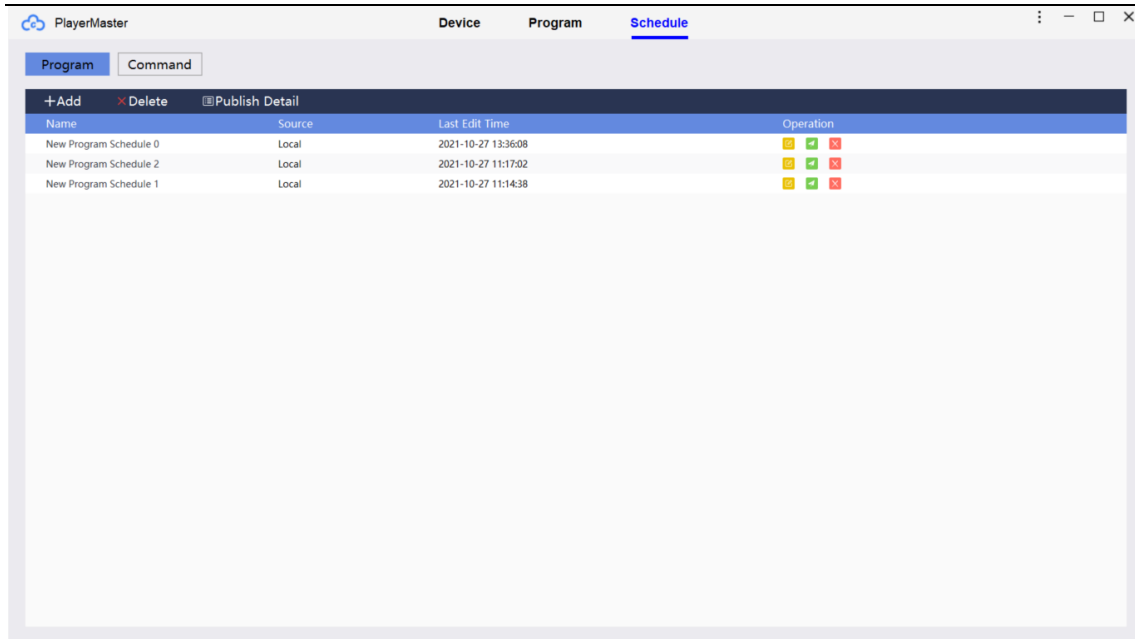 PlayerMaster Device Program Schedule
Program Command
+Add ×Delete Publish Detail
Name Source Last Edit Time Operation
New Program Schedule 0 Local 2021-10-27 13:36:08
New Program Schedule 2 Local 2021-10-27 11:17:02
New Program Schedule 1 Local 2021-10-27 11:14:38